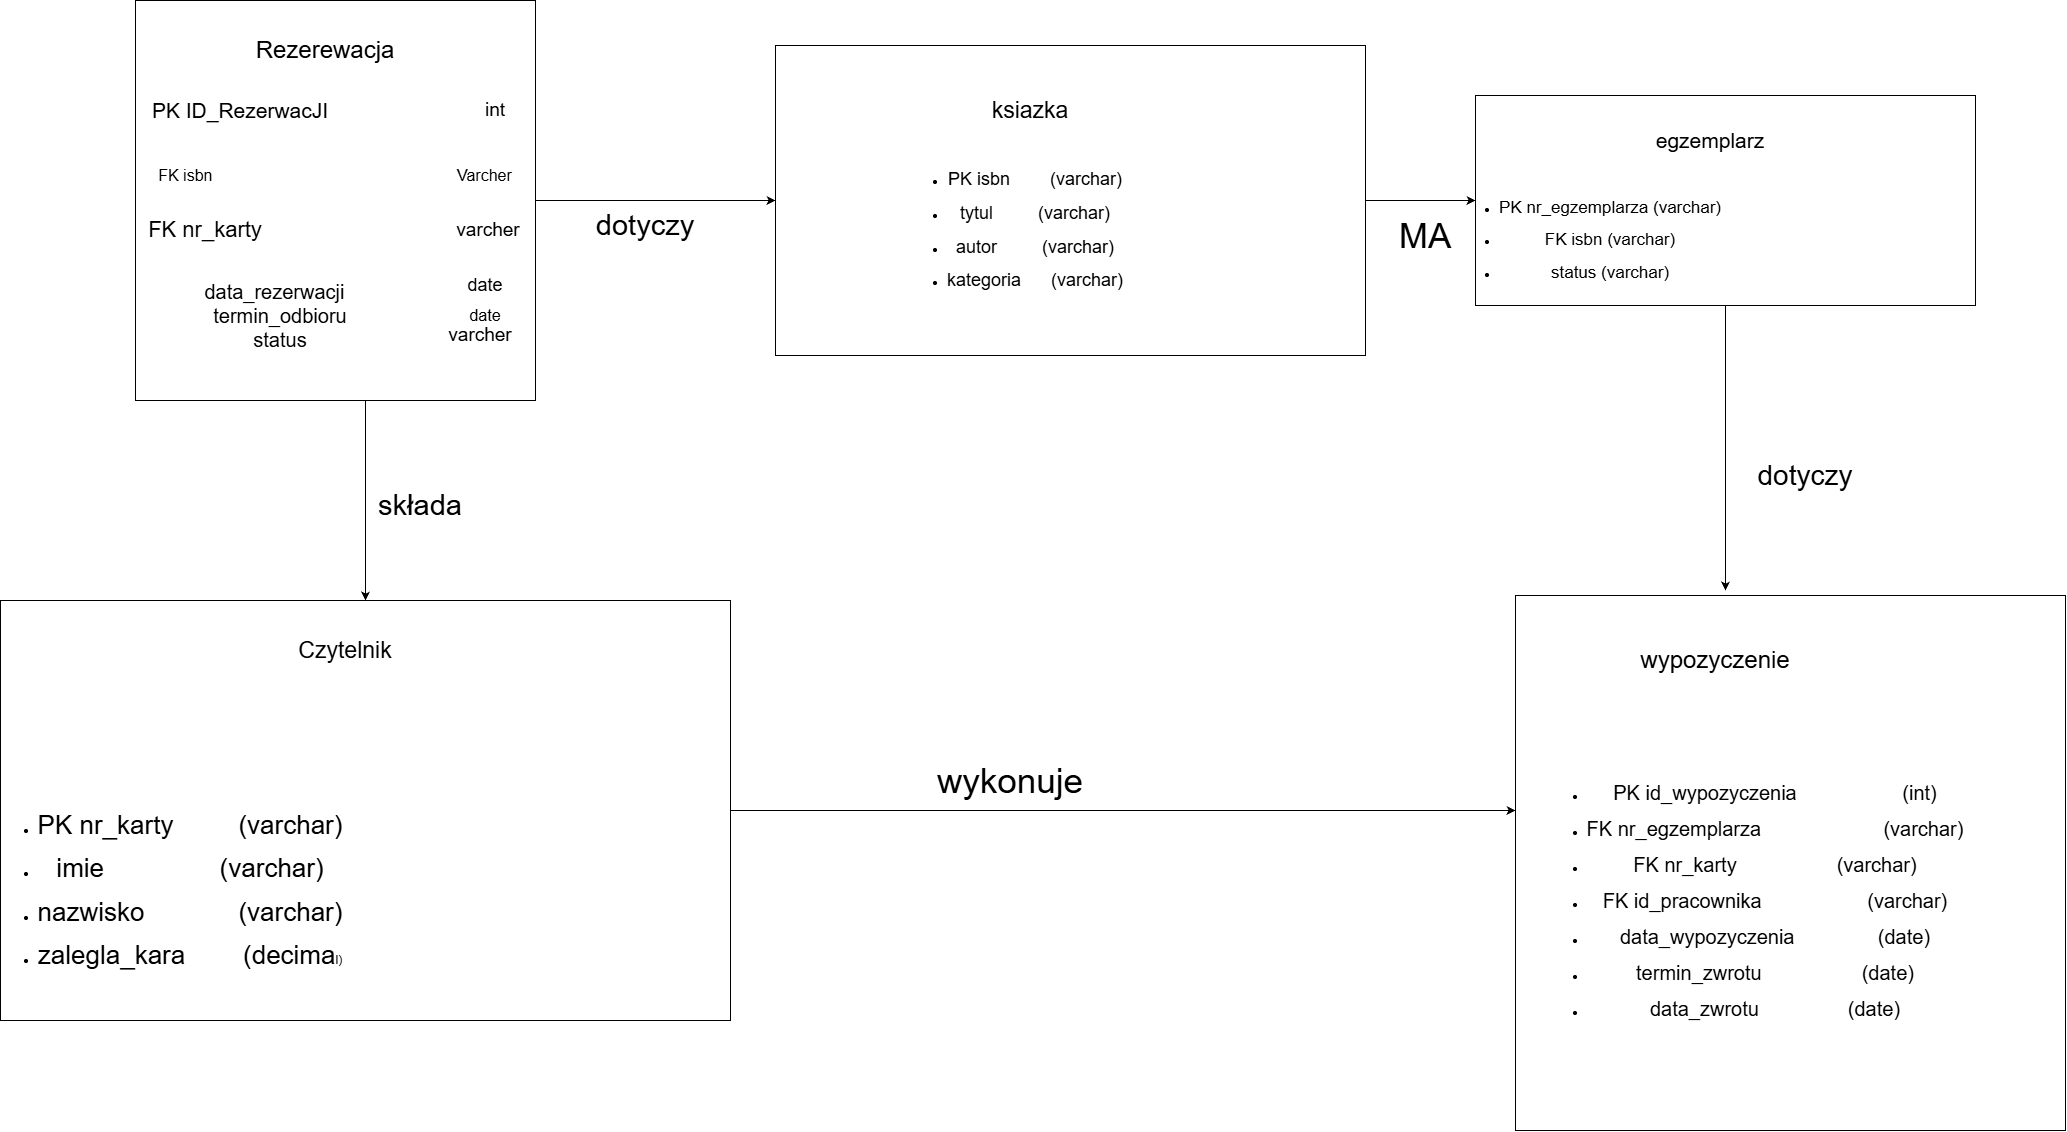 Rezerewacja
PK ID_RezerwacJI int
FK isbn Varcher
FK nr_karty varcher
data_rezerwacji date
termin_odbioru date
status varcher
dotyczy
ksiazka
PK isbn (varchar)
tytul (varchar)
autor (varchar)
kategoria (varchar)
MA
egzemplarz
PK nr_egzemplarza (varchar)
FK isbn (varchar)
status (varchar)
składa
dotyczy
Czytelnik
PK nr_karty (varchar)
imie (varchar)
nazwisko (varchar)
zalegla_kara (decimal)
wykonuje
wypozyczenie
PK id_wypozyczenia (int)
FK nr_egzemplarza (varchar)
FK nr_karty (varchar)
FK id_pracownika (varchar)
data_wypozyczenia (date)
termin_zwrotu (date)
data_zwrotu (date)